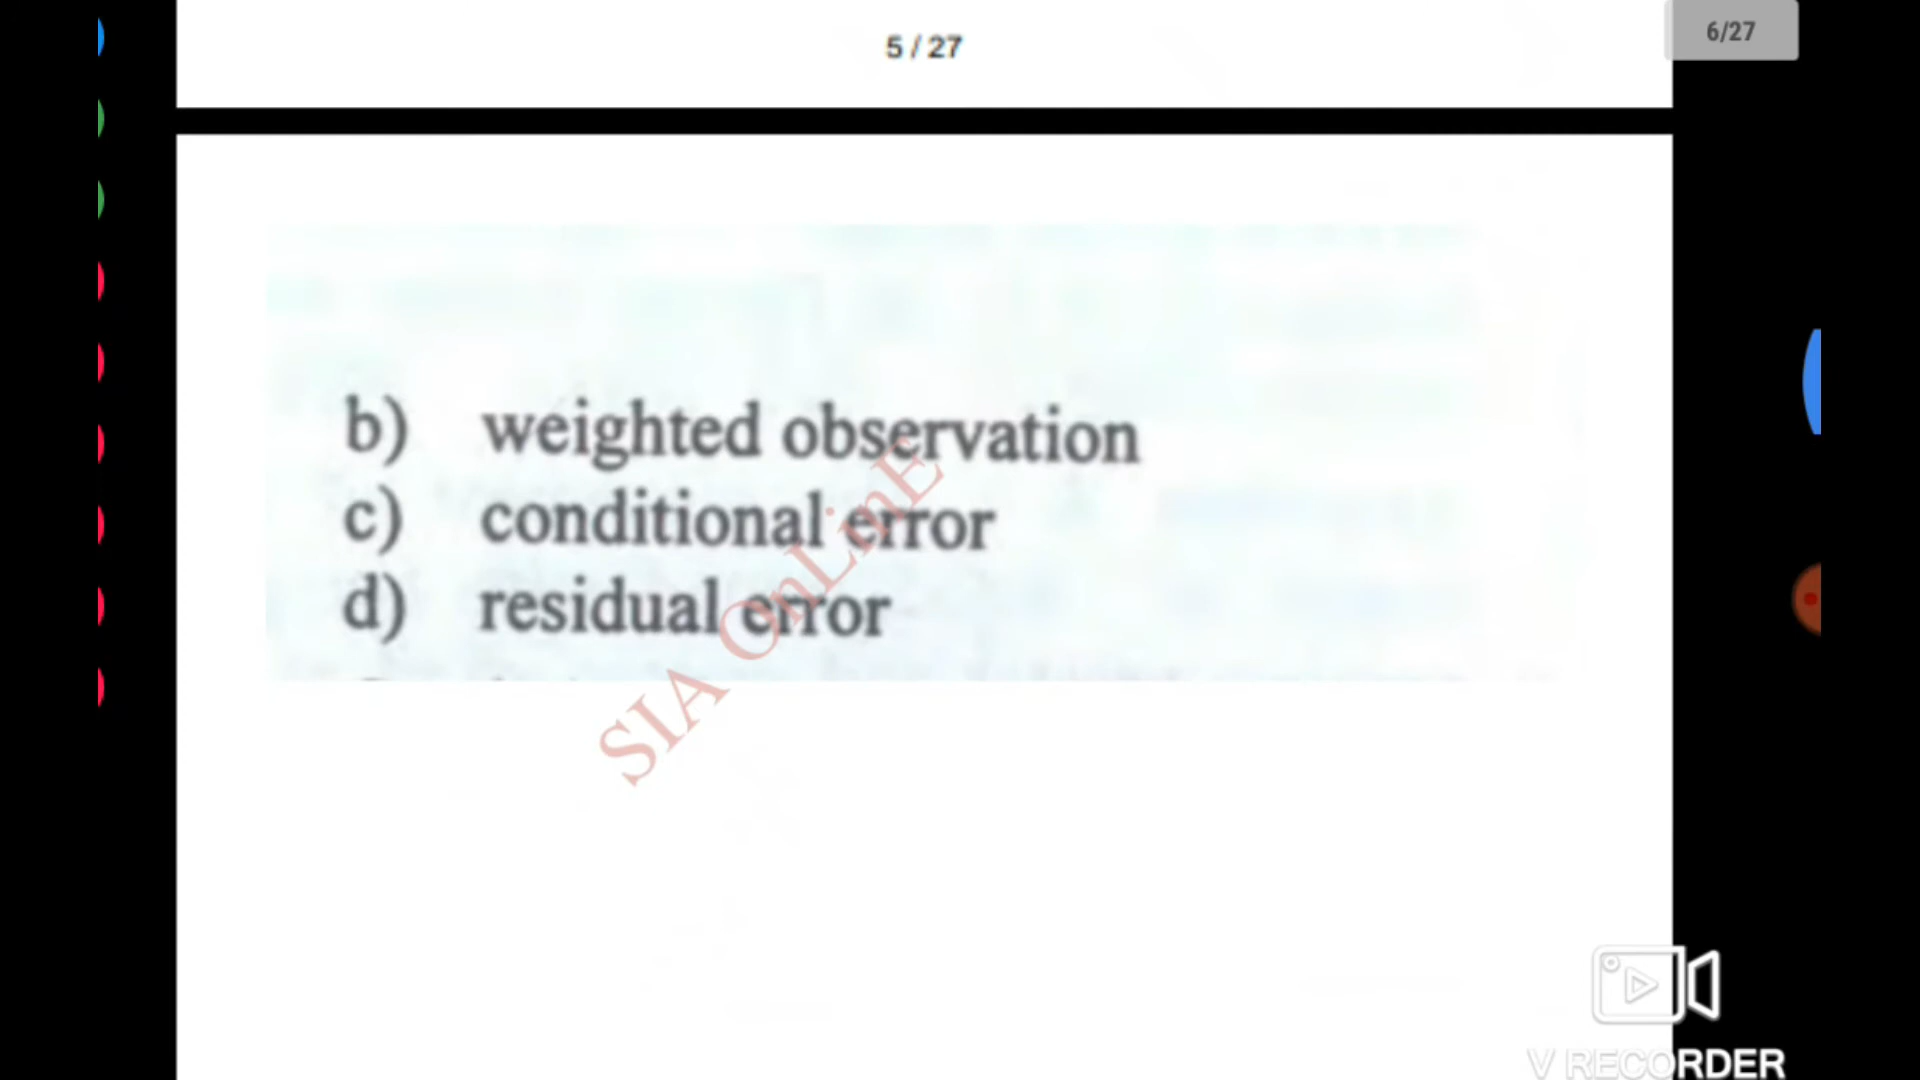 5 / 27
6/27
b) weighted observation
c) conditional error
d) residual error
SIA OnLinE
V RECORDER